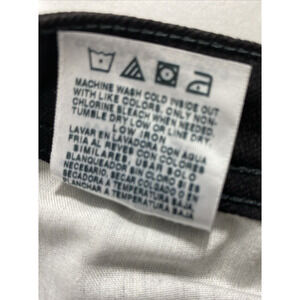 MACHINE WASH COLD INSIDE OUT
WITH LIKE COLORS. ONLY NON-
CHLORINE BLEACH WHEN NEEDED.
TUMBLE DRY LOW OR LINE DRY.
LOW IRON
LAVAR EN LAVADORA CON AGUA
FRIA AL REVES CON COLORES
SIMILARES, USAR SOLO
BLANQUEADOR SIN CLORO SI ES
NECESARIO. SECAR COLGADO EN
SECADORA A TEMPERATURA BAJA
PLANCHAR A TEMPERATURA BAJA